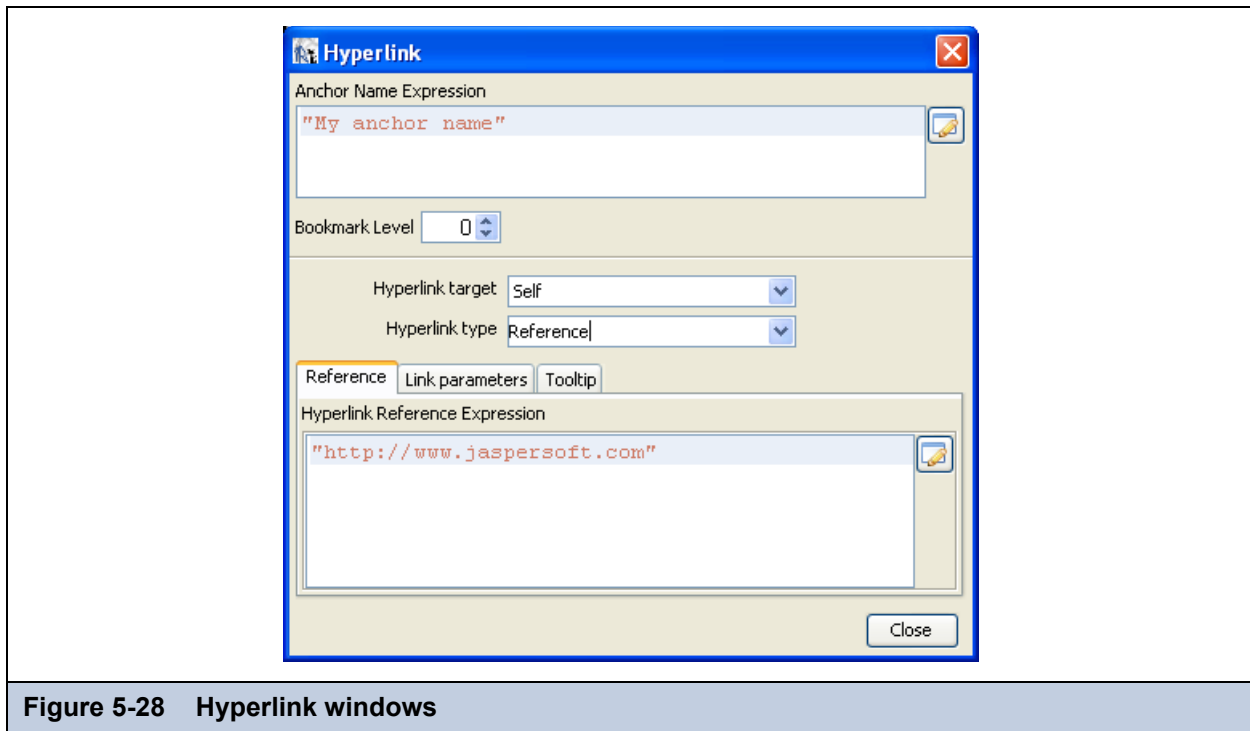 Hyperlink
Anchor Name Expression
"My anchor name"
Bookmark Level 0
Hyperlink target Self
Hyperlink type Reference
Reference Link parameters Tooltip
Hyperlink Reference Expression
"http://www.jaspersoft.com"
Close
Figure 5-28 Hyperlink windows